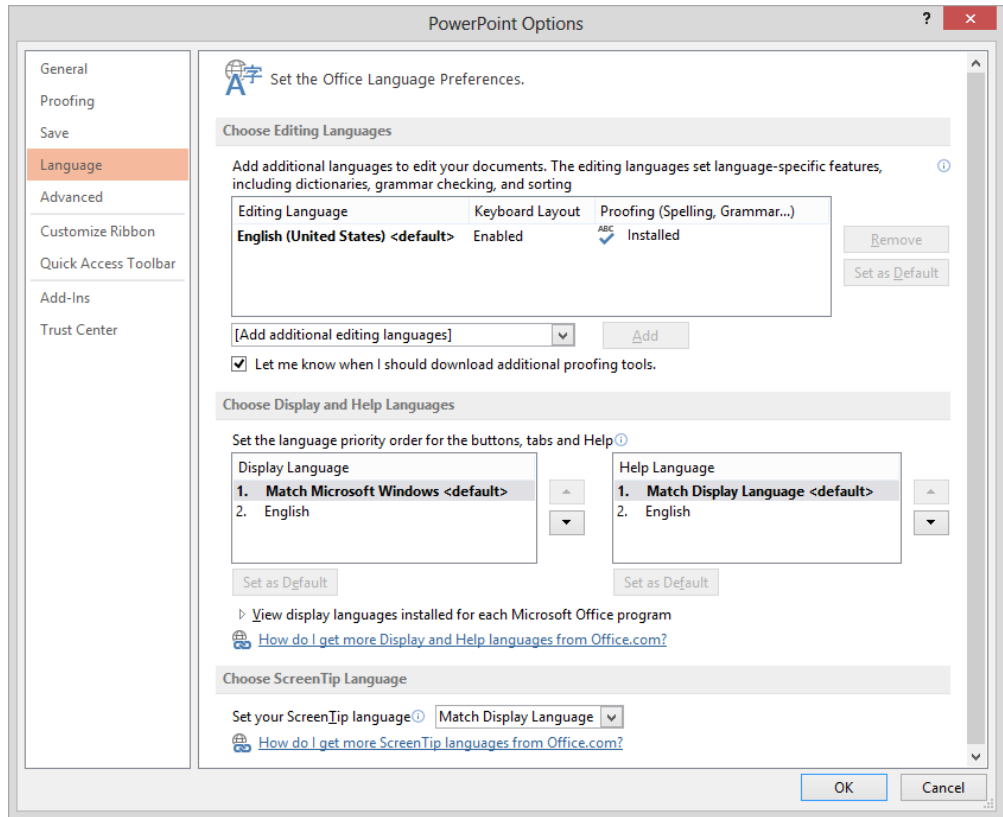 PowerPoint Options
?
General
Proofing
Save
Language
Advanced
Customize Ribbon
Quick Access Toolbar
Add-Ins
Trust Center
Set the Office Language Preferences.
Choose Editing Languages
Add additional languages to edit your documents. The editing languages set language-specific features,
including dictionaries, grammar checking, and sorting
Editing Language Keyboard Layout Proofing (Spelling, Grammar...)
English (United States) <default> Enabled ABC Installed
Remove
Set as Default
[Add additional editing languages] Add
Let me know when I should download additional proofing tools.
Choose Display and Help Languages
Set the language priority order for the buttons, tabs and Help
Display Language
1. Match Microsoft Windows <default>
2. English
Set as Default
Help Language
1. Match Display Language <default>
2. English
Set as Default
View display languages installed for each Microsoft Office program
How do I get more Display and Help languages from Office.com?
Choose ScreenTip Language
Set your ScreenTip language Match Display Language
How do I get more ScreenTip languages from Office.com?
OK Cancel